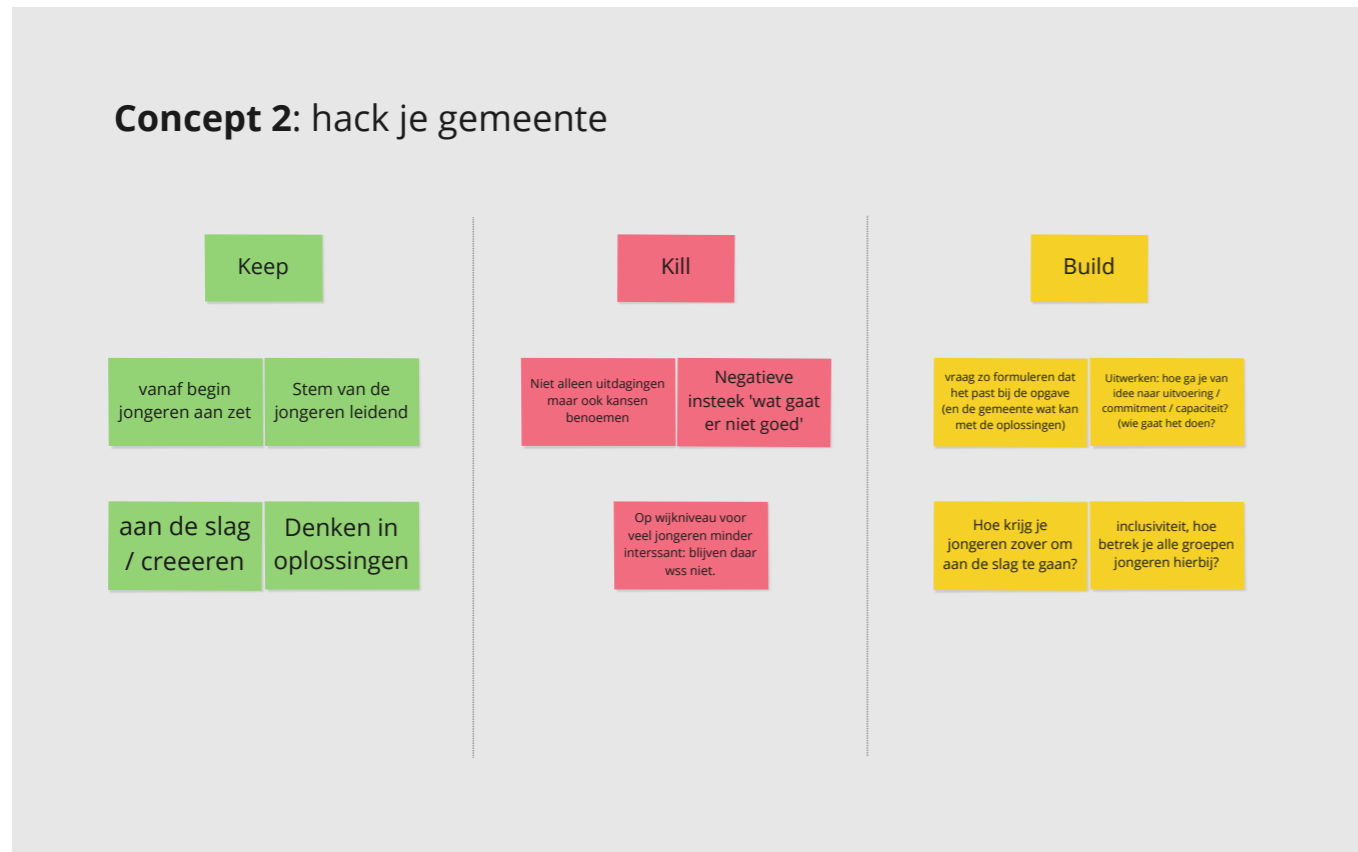 Concept 2: hack je gemeente
Keep
vanaf begin
jongeren aan zet
Stem van de
jongeren leidend
aan de slag
/ creeeren
Denken in
oplossingen
Kill
Niet alleen uitdagingen
maar ook kansen
benoemen
Negatieve
insteek 'wat gaat
er niet goed'
Op wijkniveau voor
veel jongeren minder
interssant: blijven daar
wss niet.
Build
vraag zo formuleren dat
het past bij de opgave
(en de gemeente wat kan
met de oplossingen)
Uitwerken: hoe ga je van
idee naar uitvoering /
commitment / capaciteit?
(wie gaat het doen?
Hoe krijg je
jongeren zover om
aan de slag te gaan?
inclusiviteit, hoe
betrek je alle groepen
jongeren hierbij?